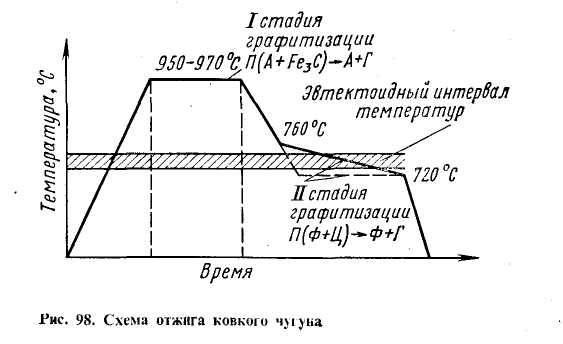 I стадия
графитизации
950-970°C
П(А+Fe₃C)→А+Г
Эвтектоидный интервал
температур
760°C
720°C
II стадия
графитизации
П(Ф+Ц)→Ф+Г
Температура, °C
Время
Рис. 98. Схема отжига ковкого чугуна